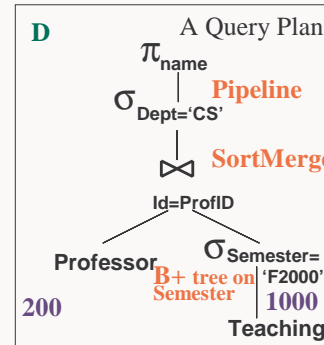 D
A Query Plan
π name
Pipeline
σ Dept=‘CS’
⋈
SortMerge
Id=ProfID
σ Semester=
‘F2000’
Professor
B+ tree on
Semester
200
1000
Teaching